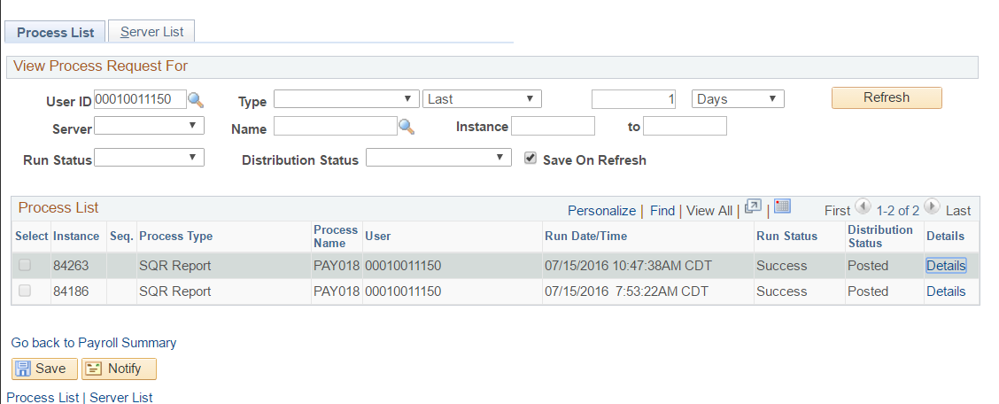 Process List Server List
View Process Request For
User ID 00010011150 Type Last 1 Days Refresh
Server Name Instance to
Run Status Distribution Status Save On Refresh
Process List Personalize | Find | View All | | First 1-2 of 2 Last
Select Instance Seq. Process Type Process Name User Run Date/Time Run Status Distribution Status Details
84263 SQR Report PAY018 00010011150 07/15/2016 10:47:38AM CDT Success Posted Details
84186 SQR Report PAY018 00010011150 07/15/2016 7:53:22AM CDT Success Posted Details
Go back to Payroll Summary
Save Notify
Process List | Server List